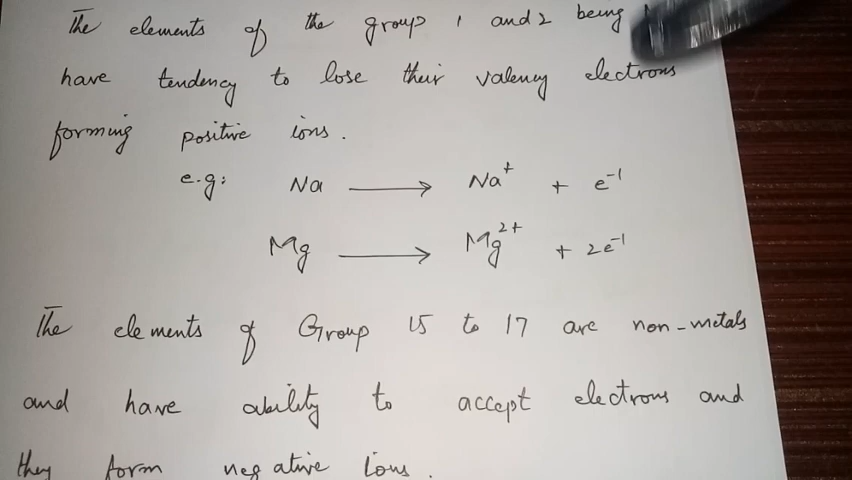 The elements of the group 1 and 2 being
have tendency to lose their valency electrons
forming positive ions.
e.g: Na → Na⁺ + e⁻¹
Mg → Mg²⁺ + 2e⁻¹
The elements of Group 15 to 17 are non-metals
and have ability to accept electrons and
they form negative ions.